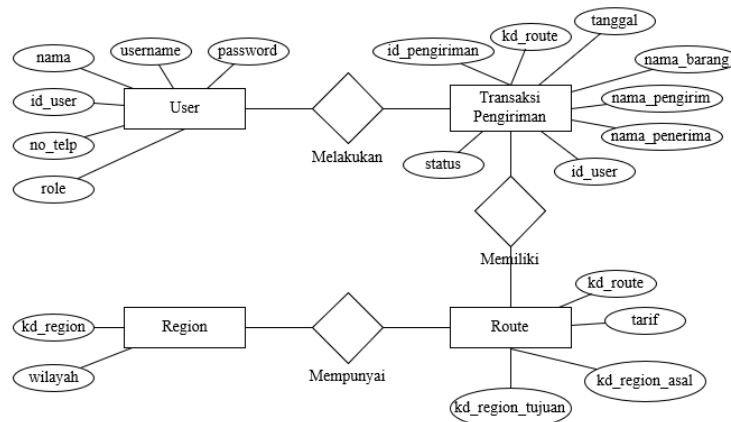 tanggal
kd_route
id_pengiriman
username
password
nama
nama_barang
id_user
User
Transaksi
Pengiriman
nama_pengirim
no_telp
nama_penerima
Melakukan
status
id_user
role
Memiliki
kd_route
kd_region
Region
Route
tarif
wilayah
Mempunyai
kd_region_asal
kd_region_tujuan